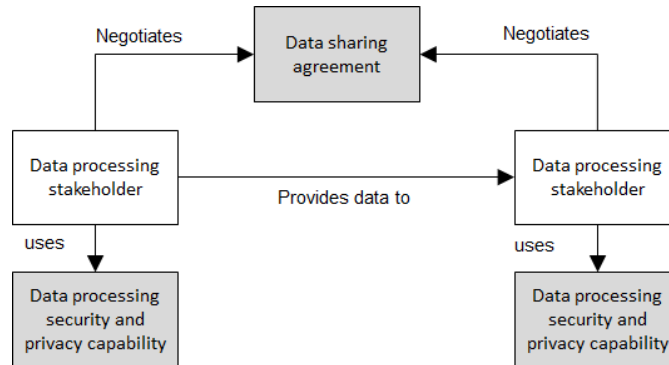 Negotiates
Data sharing
agreement
Negotiates
Data processing
stakeholder
Provides data to
Data processing
stakeholder
uses
uses
Data processing
security and
privacy capability
Data processing
security and
privacy capability